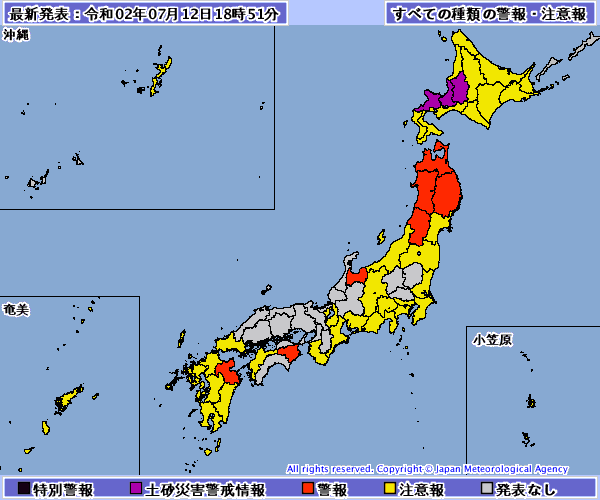 最新発表：令和02年07月12日18時51分
すべての種類の警報・注意報
沖縄
奄美
小笠原
All rights reserved. Copyright © Japan Meteorological Agency
特別警報 土砂災害警戒情報 警報 注意報 発表なし